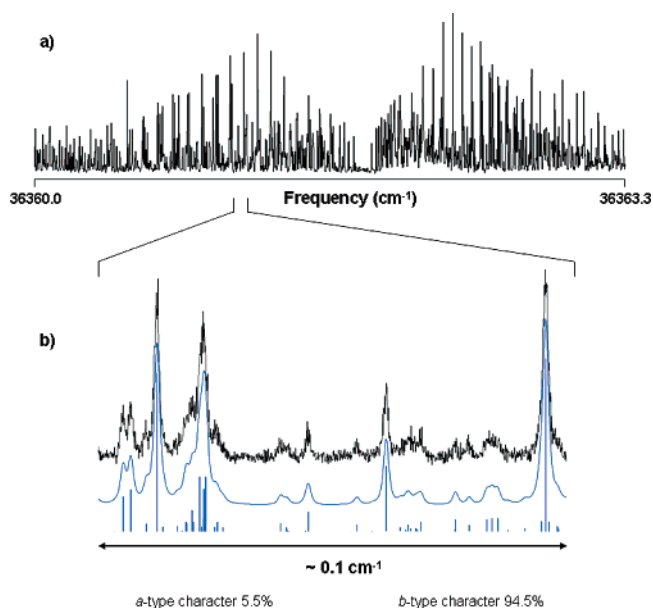 a)
36360.0 Frequency (cm-1) 36363.3
b)
~ 0.1 cm-1
a-type character 5.5% b-type character 94.5%